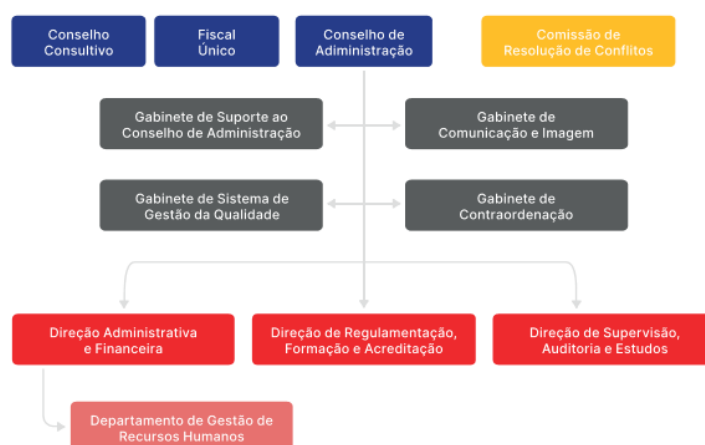 Conselho
Consultivo
Fiscal
Único
Conselho de
Adiministração
Comissão de
Resolução de Conflitos
Gabinete de Suporte ao
Conselho de Administração
Gabinete de
Comunicação e Imagem
Gabinete de Sistema de
Gestão da Qualidade
Gabinete de
Contraordenação
Direção Administrativa
e Financeira
Direção de Regulamentação,
Formação e Acreditação
Direção de Supervisão,
Auditoria e Estudos
Departamento de Gestão de
Recursos Humanos